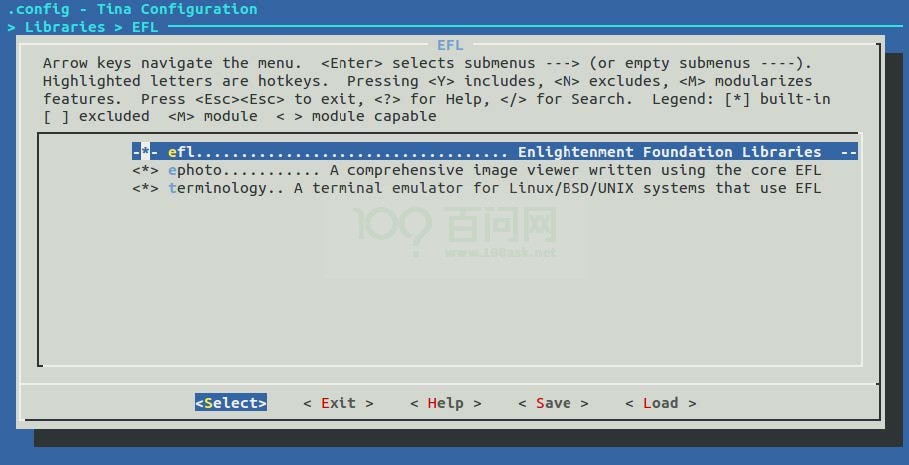 .config - Tina Configuration
> Libraries > EFL
EFL
Arrow keys navigate the menu. <Enter> selects submenus ---> (or empty submenus ----).
Highlighted letters are hotkeys. Pressing <Y> includes, <N> excludes, <M> modularizes
features. Press <Esc><Esc> to exit, <?> for Help, </> for Search. Legend: [*] built-in
[ ] excluded <M> module < > module capable
-*- efl................................... Enlightenment Foundation Libraries --
<*> ephoto........... A comprehensive image viewer written using the core EFL
<*> terminology.. A terminal emulator for Linux/BSD/UNIX systems that use EFL
100 百问网
www.100ask.net
<Select> < Exit > < Help > < Save > < Load >